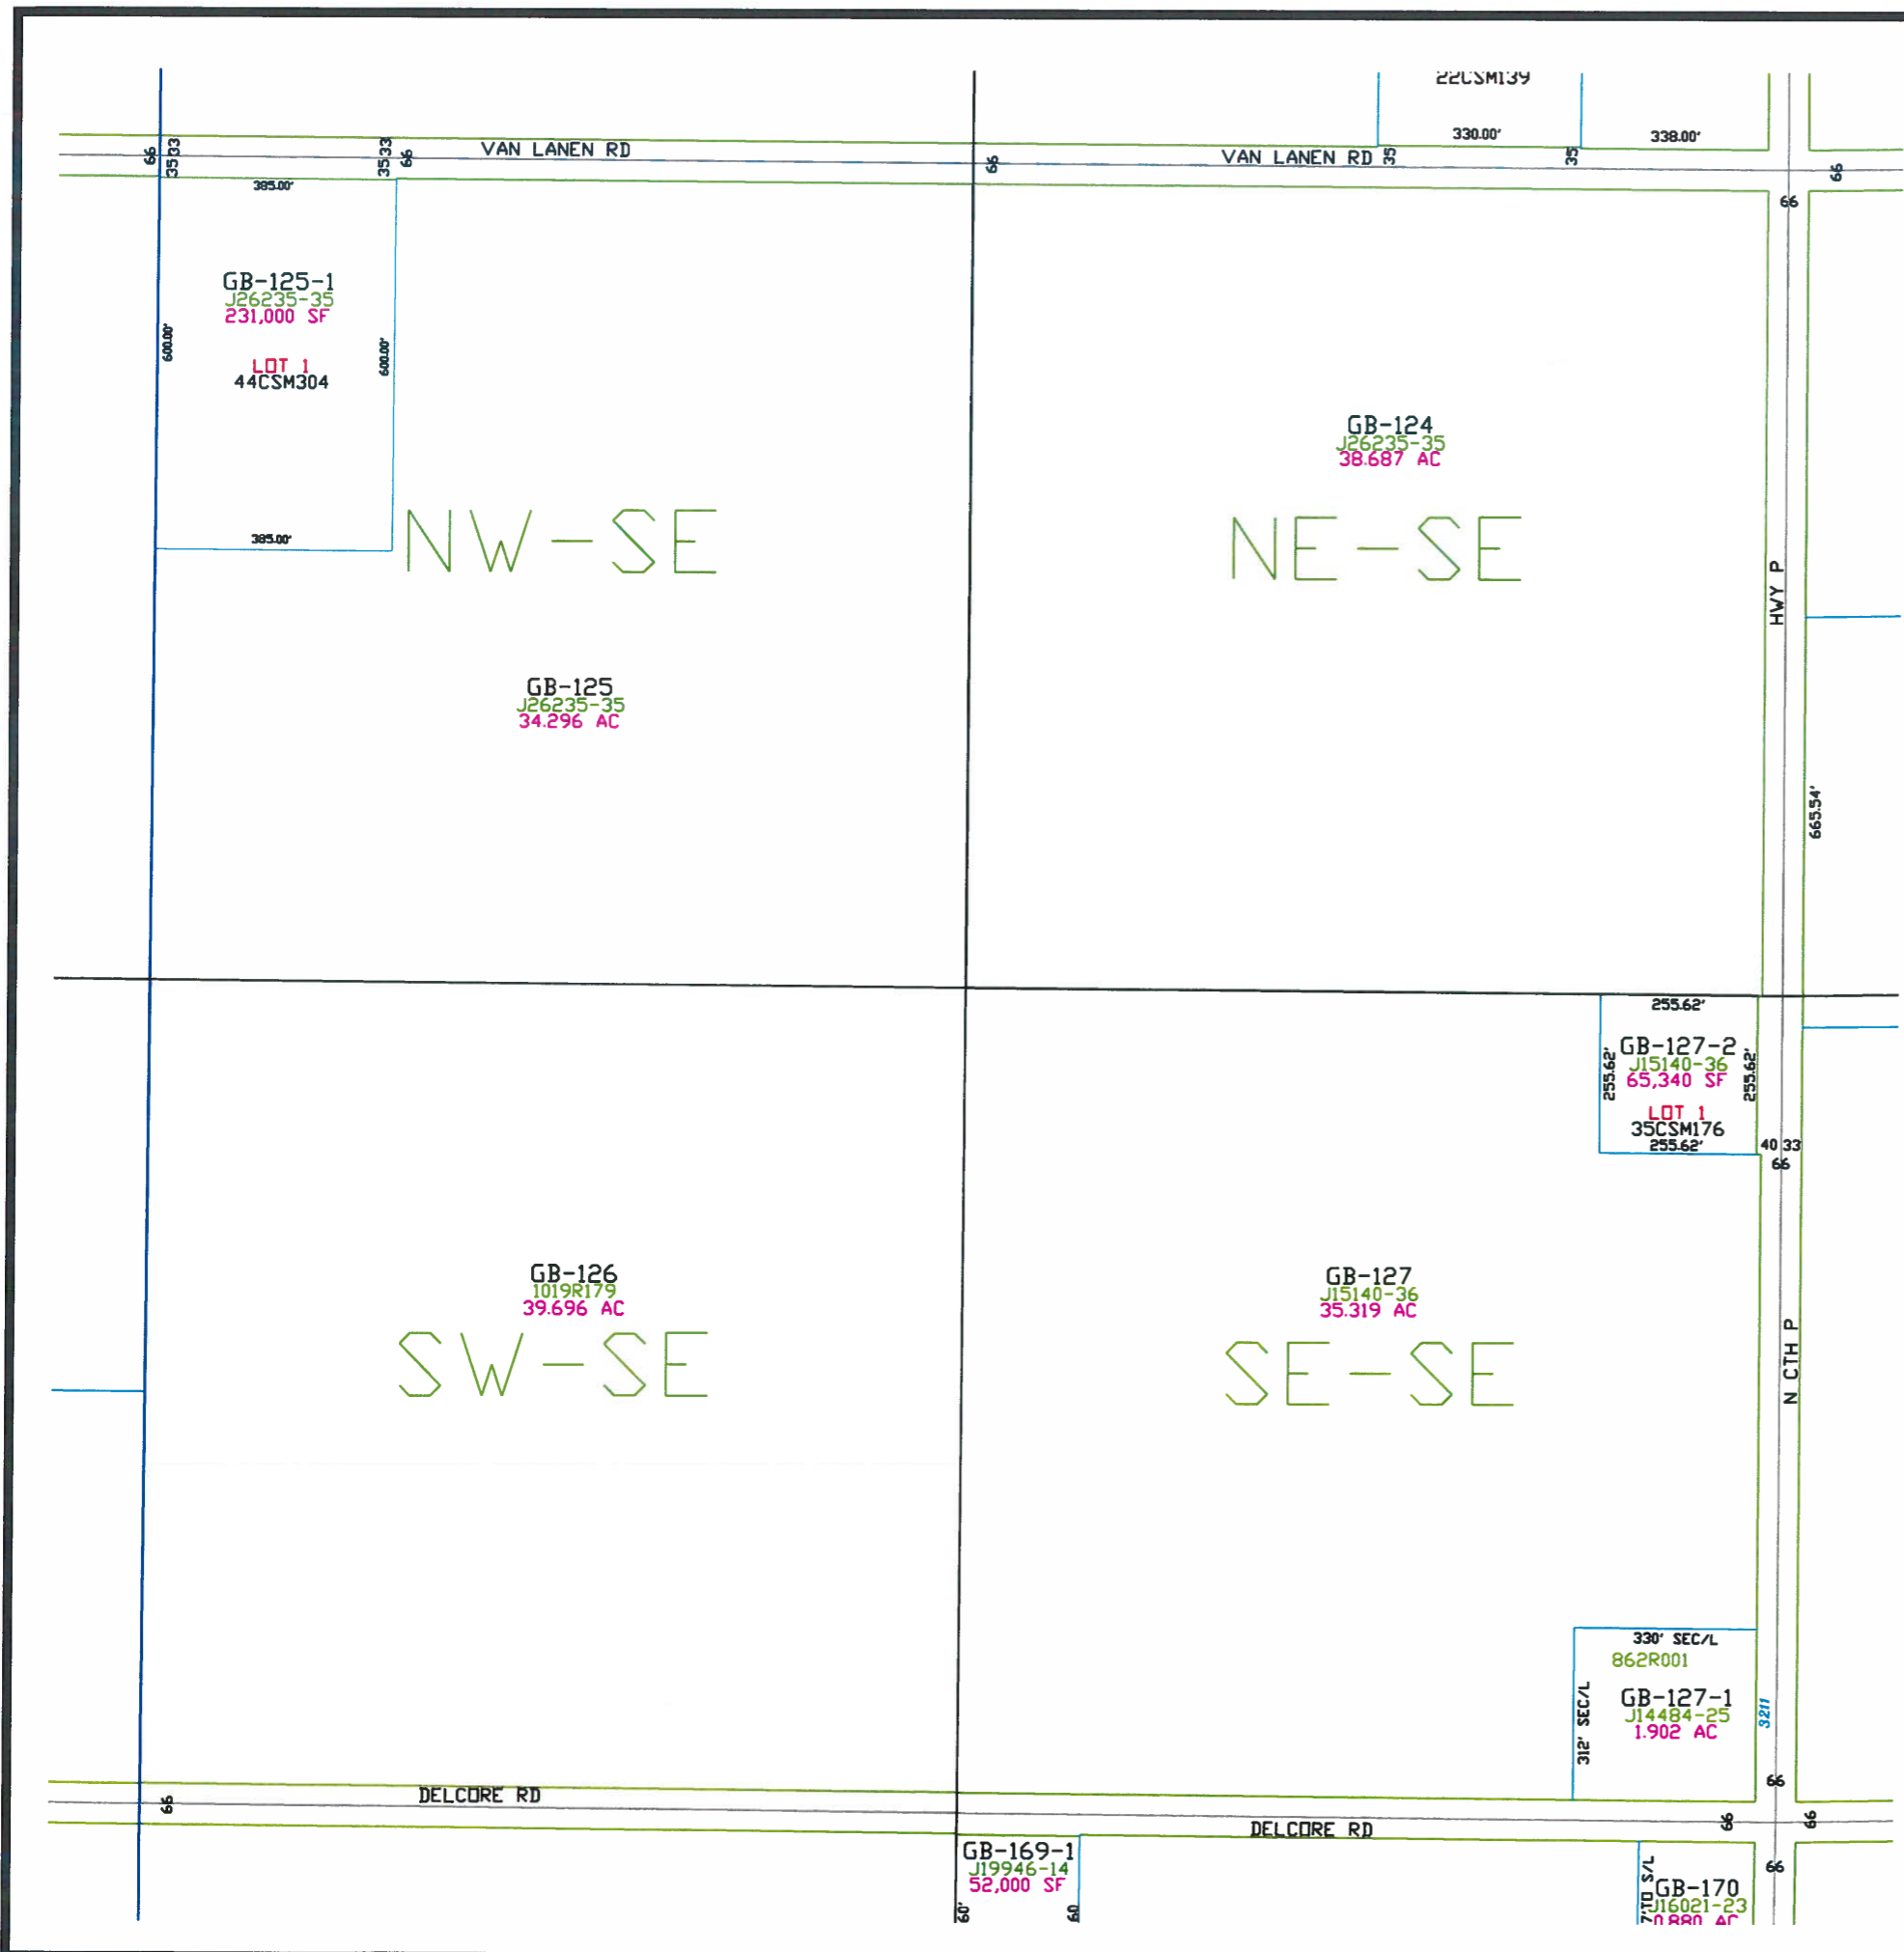 22CSM139
330.00'
338.00'
66
35
33
35
33
66
VAN LANEN RD
66
VAN LANEN RD
35
35
66
66
385.00'
GB-125-1
J26235-35
231,000 SF
600.00'
600.00'
LOT 1
44CSM304
385.00'
NW-SE
GB-124
J26235-35
38.687 AC
NE-SE
HWY P
GB-125
J26235-35
34.296 AC
665.54'
255.62'
GB-127-2
J15140-36
65,340 SF
255.62'
255.62'
LOT 1
35CSM176
255.62'
40 33
66
GB-126
1019R179
39.696 AC
SW-SE
GB-127
J15140-36
35.319 AC
SE-SE
N CTH P
330' SEC/L
862R001
312' SEC/L
GB-127-1
J14484-25
1.902 AC
3211
66
66
DELCORE RD
DELCORE RD
66
66
66
GB-169-1
J19946-14
52,000 SF
60'
60
7'TO S/L
GB-170
J16021-23
0.880 AC